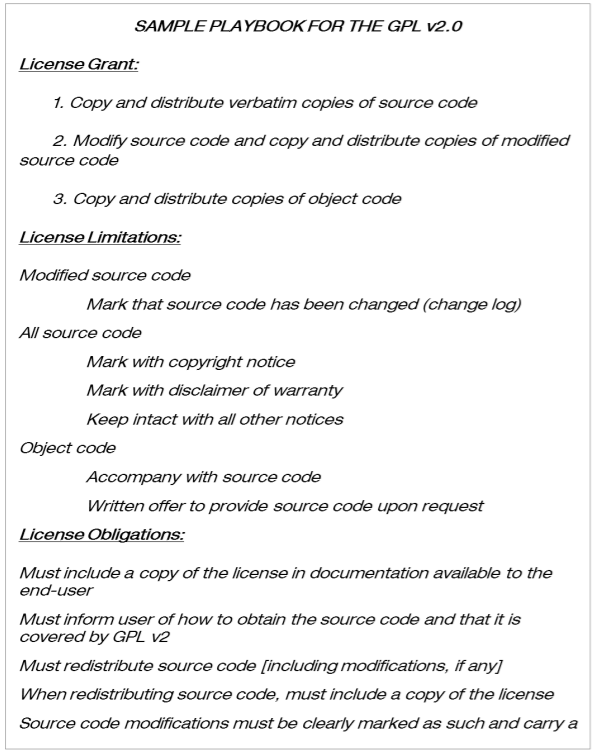 SAMPLE PLAYBOOK FOR THE GPL v2.0
License Grant:
1. Copy and distribute verbatim copies of source code
2. Modify source code and copy and distribute copies of modified
source code
3. Copy and distribute copies of object code
License Limitations:
Modified source code
Mark that source code has been changed (change log)
All source code
Mark with copyright notice
Mark with disclaimer of warranty
Keep intact with all other notices
Object code
Accompany with source code
Written offer to provide source code upon request
License Obligations:
Must include a copy of the license in documentation available to the
end-user
Must inform user of how to obtain the source code and that it is
covered by GPL v2
Must redistribute source code [including modifications, if any]
When redistributing source code, must include a copy of the license
Source code modifications must be clearly marked as such and carry a